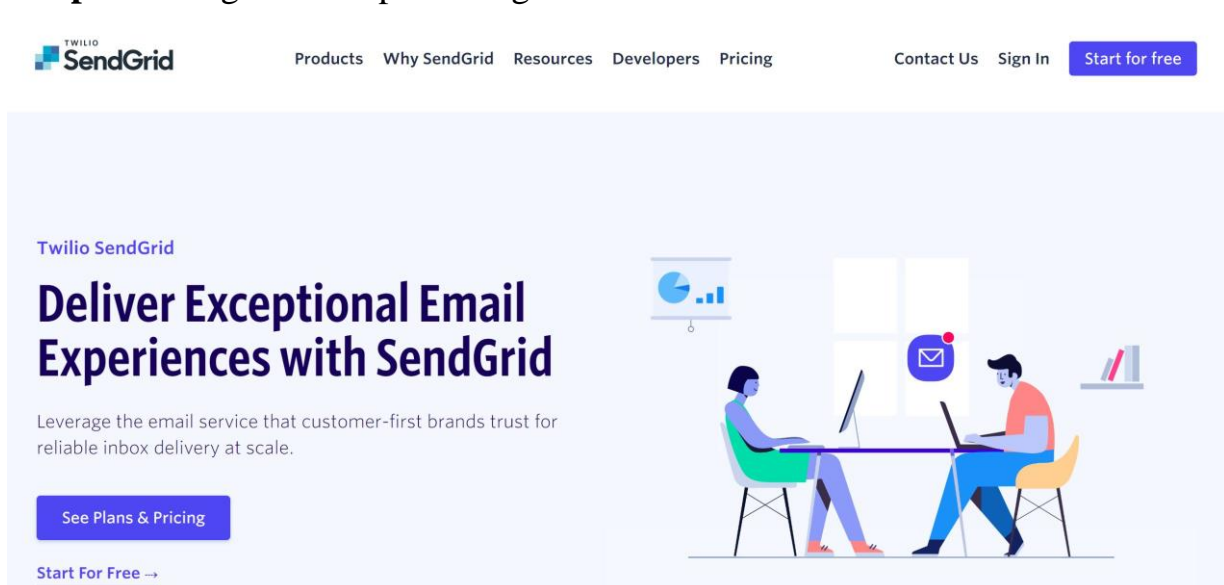 TWILIO
SendGrid
Products Why SendGrid Resources Developers Pricing Contact Us Sign In Start for free
Twilio SendGrid
Deliver Exceptional Email
Experiences with SendGrid
Leverage the email service that customer-first brands trust for
reliable inbox delivery at scale.
See Plans & Pricing
Start For Free →